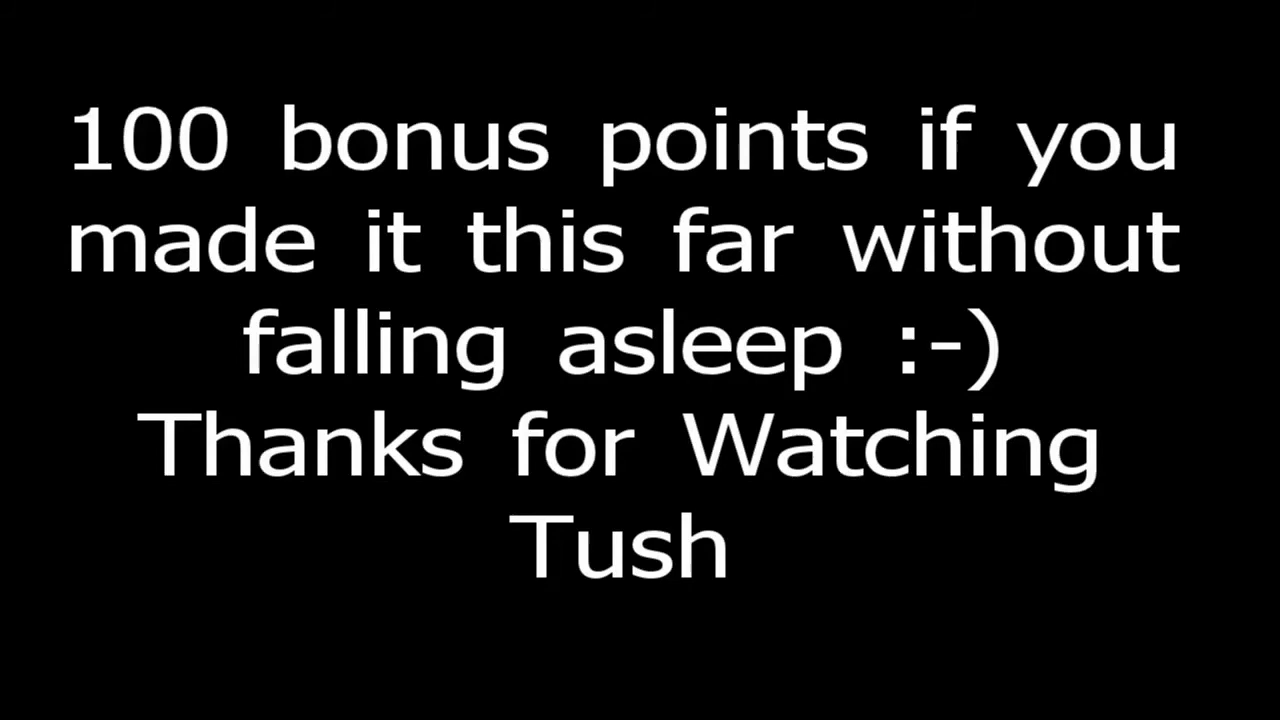 100 bonus points if you
made it this far without
falling asleep :-)
Thanks for Watching
Tush